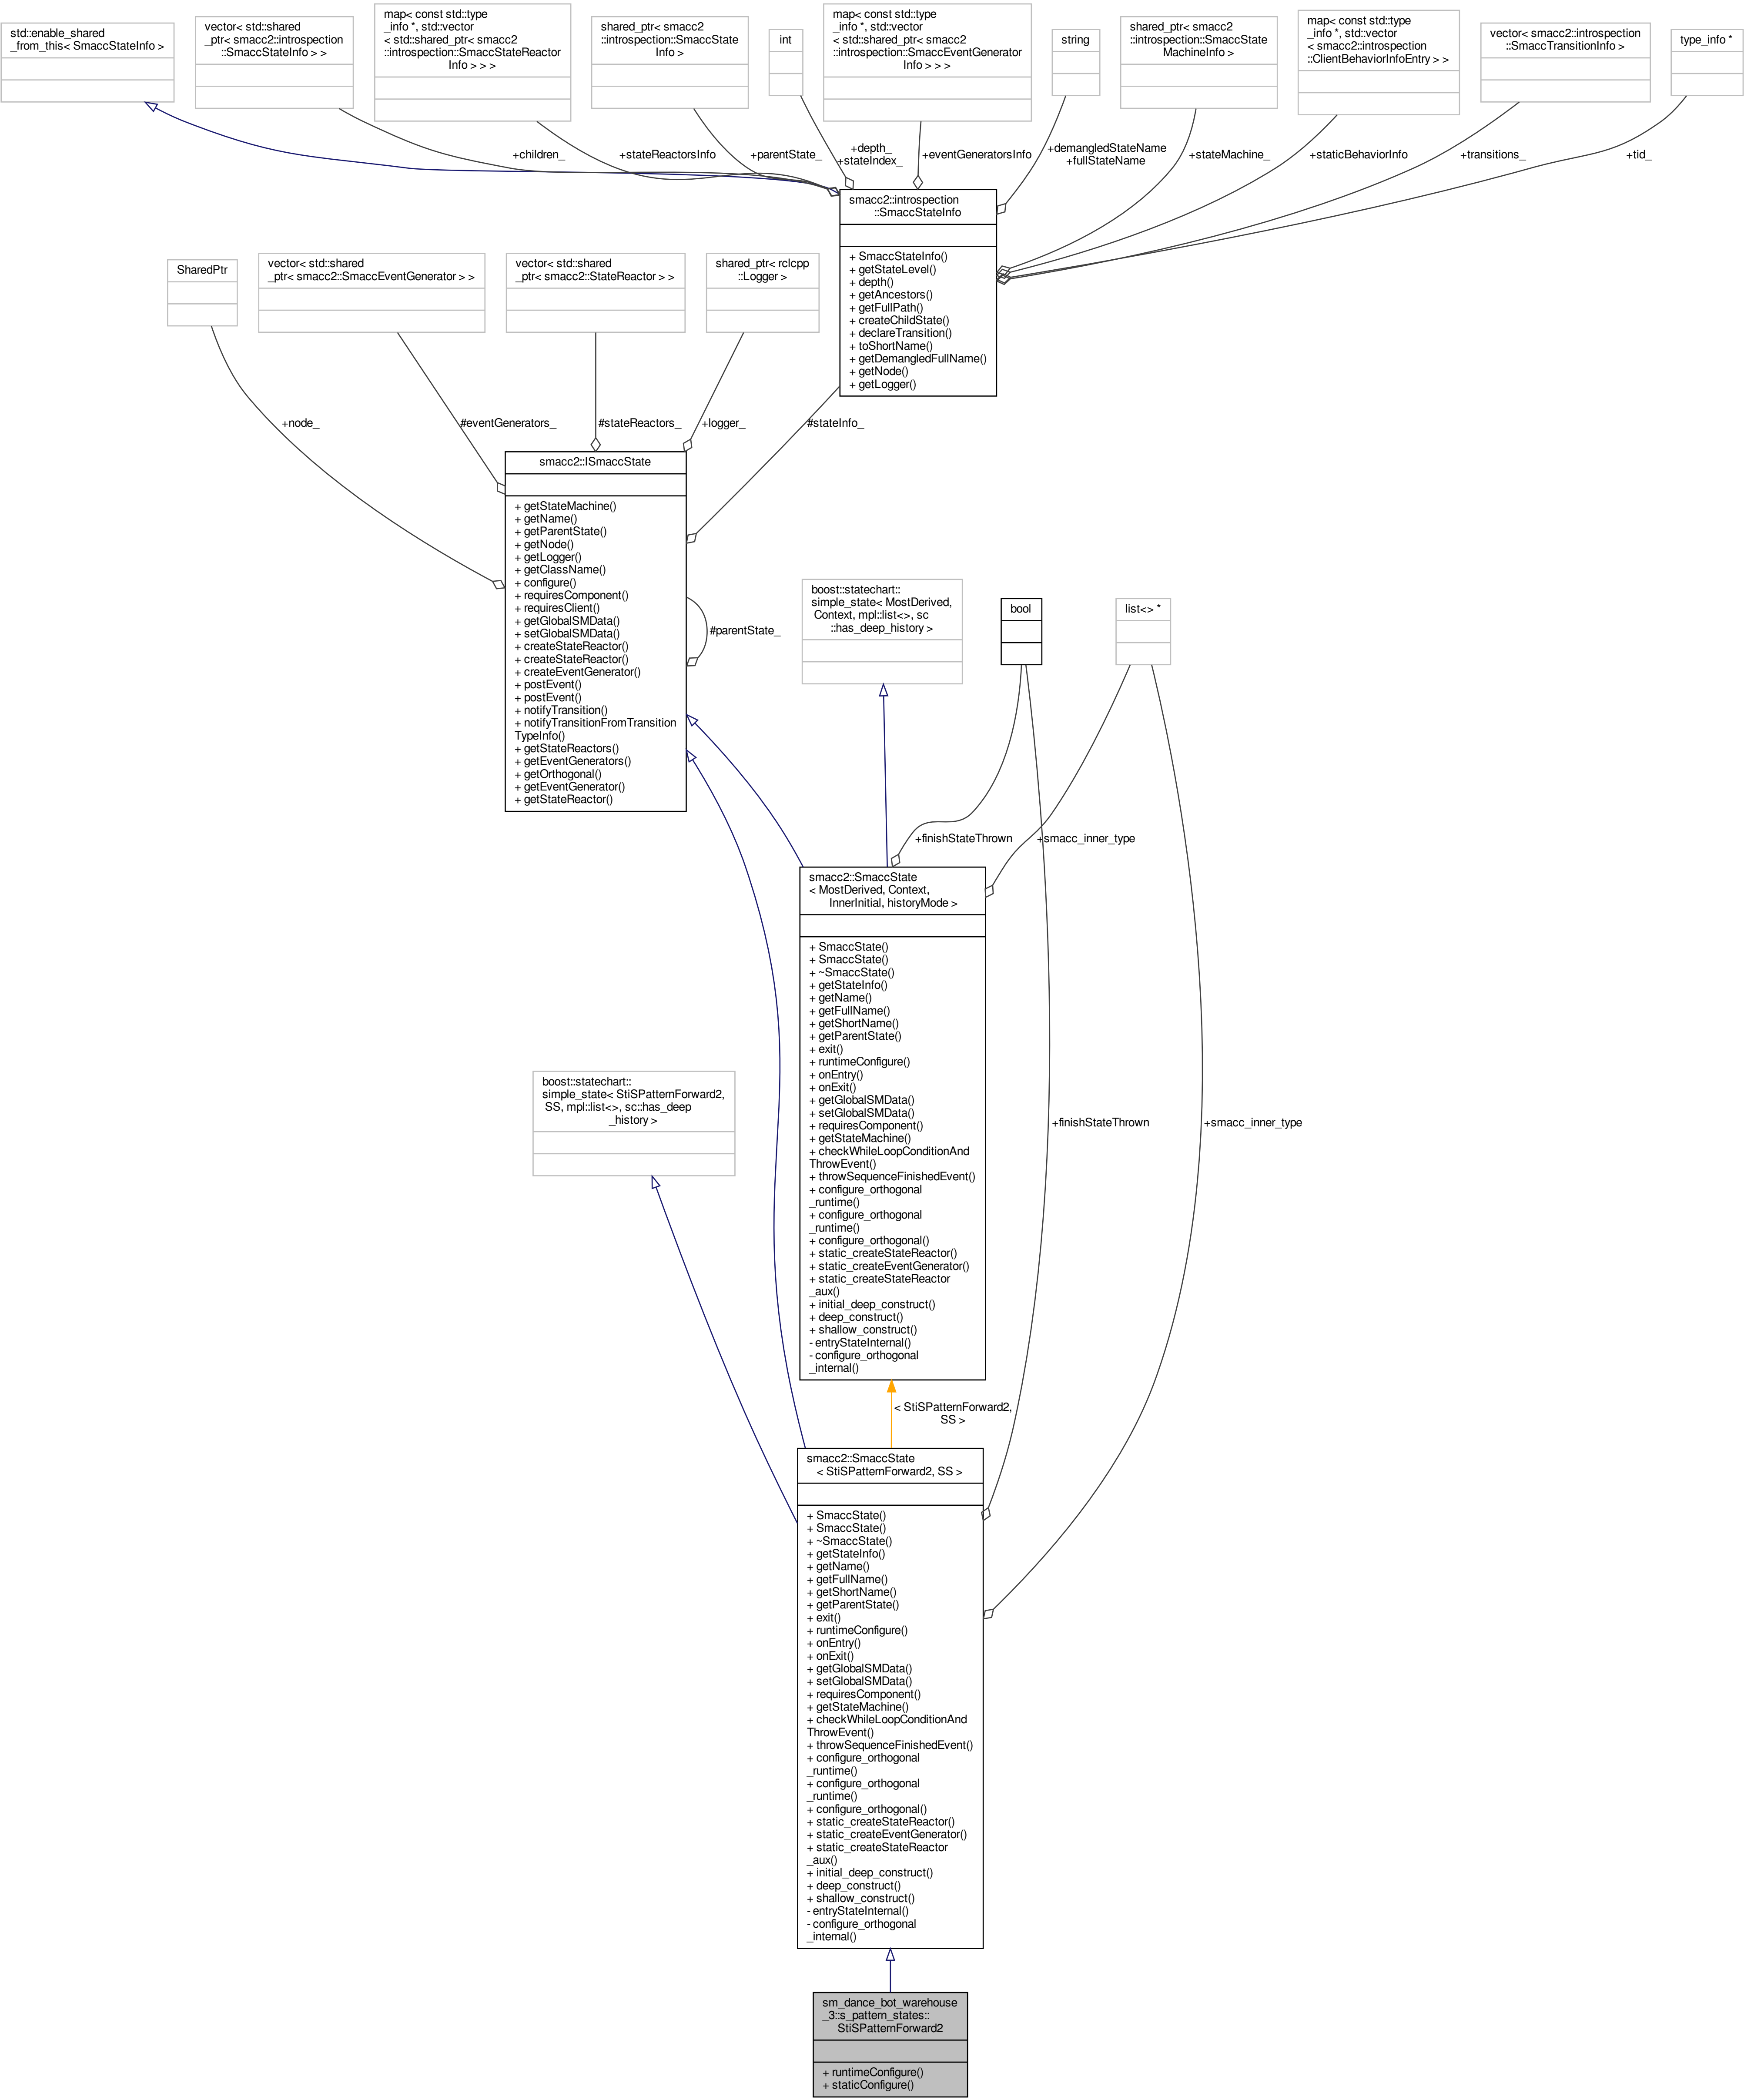 std::enable_shared
_from_this< SmaccStateInfo >
vector< std::shared
_ptr< smacc2::introspection
::SmaccStateInfo > >
map< const std::type
_info *, std::vector
< std::shared_ptr< smacc2
::introspection::SmaccStateReactor
Info > > >
shared_ptr< smacc2
::introspection::SmaccState
Info >
int
map< const std::type
_info *, std::vector
< std::shared_ptr< smacc2
::introspection::SmaccEventGenerator
Info > > >
string
shared_ptr< smacc2
::introspection::SmaccState
MachineInfo >
map< const std::type
_info *, std::vector
< smacc2::introspection
::ClientBehaviorInfoEntry > >
vector< smacc2::introspection
::SmaccTransitionInfo >
type_info *
+children_
+stateReactorsInfo
+parentState_
+depth_
+stateIndex_
+eventGeneratorsInfo
+demangledStateName
+fullStateName
+stateMachine_
+staticBehaviorInfo
+transitions_
+tid_
smacc2::introspection
::SmaccStateInfo
+ SmaccStateInfo()
+ getStateLevel()
+ depth()
+ getAncestors()
+ getFullPath()
+ createChildState()
+ declareTransition()
+ toShortName()
+ getDemangledFullName()
+ getNode()
+ getLogger()
SharedPtr
vector< std::shared
_ptr< smacc2::SmaccEventGenerator > >
vector< std::shared
_ptr< smacc2::StateReactor > >
shared_ptr< rclcpp
::Logger >
+node_
#eventGenerators_
#stateReactors_
+logger_
#stateInfo_
smacc2::ISmaccState
+ getStateMachine()
+ getName()
+ getParentState()
+ getNode()
+ getLogger()
+ getClassName()
+ configure()
+ requiresComponent()
+ requiresClient()
+ getGlobalSMData()
+ setGlobalSMData()
+ createStateReactor()
+ createStateReactor()
+ createEventGenerator()
+ postEvent()
+ postEvent()
+ notifyTransition()
+ notifyTransitionFromTransition
TypeInfo()
+ getStateReactors()
+ getEventGenerators()
+ getOrthogonal()
+ getEventGenerator()
+ getStateReactor()
#parentState_
boost::statechart::
simple_state< MostDerived,
Context, mpl::list<>, sc
::has_deep_history >
bool
list<> *
+finishStateThrown
+smacc_inner_type
smacc2::SmaccState
< MostDerived, Context,
InnerInitial, historyMode >
+ SmaccState()
+ SmaccState()
+ ~SmaccState()
+ getStateInfo()
+ getName()
+ getFullName()
+ getShortName()
+ getParentState()
+ exit()
+ runtimeConfigure()
+ onEntry()
+ onExit()
+ getGlobalSMData()
+ setGlobalSMData()
+ requiresComponent()
+ getStateMachine()
+ checkWhileLoopConditionAnd
ThrowEvent()
+ throwSequenceFinishedEvent()
+ configure_orthogonal
_runtime()
+ configure_orthogonal
_runtime()
+ configure_orthogonal()
+ static_createStateReactor()
+ static_createEventGenerator()
+ static_createStateReactor
_aux()
+ initial_deep_construct()
+ deep_construct()
+ shallow_construct()
- entryStateInternal()
- configure_orthogonal
_internal()
boost::statechart::
simple_state< StiSPatternForward2,
SS, mpl::list<>, sc::has_deep
_history >
+finishStateThrown
+smacc_inner_type
< StiSPatternForward2,
SS >
smacc2::SmaccState
< StiSPatternForward2, SS >
+ SmaccState()
+ SmaccState()
+ ~SmaccState()
+ getStateInfo()
+ getName()
+ getFullName()
+ getShortName()
+ getParentState()
+ exit()
+ runtimeConfigure()
+ onEntry()
+ onExit()
+ getGlobalSMData()
+ setGlobalSMData()
+ requiresComponent()
+ getStateMachine()
+ checkWhileLoopConditionAnd
ThrowEvent()
+ throwSequenceFinishedEvent()
+ configure_orthogonal
_runtime()
+ configure_orthogonal
_runtime()
+ configure_orthogonal()
+ static_createStateReactor()
+ static_createEventGenerator()
+ static_createStateReactor
_aux()
+ initial_deep_construct()
+ deep_construct()
+ shallow_construct()
- entryStateInternal()
- configure_orthogonal
_internal()
sm_dance_bot_warehouse
_3::s_pattern_states::
StiSPatternForward2
+ runtimeConfigure()
+ staticConfigure()